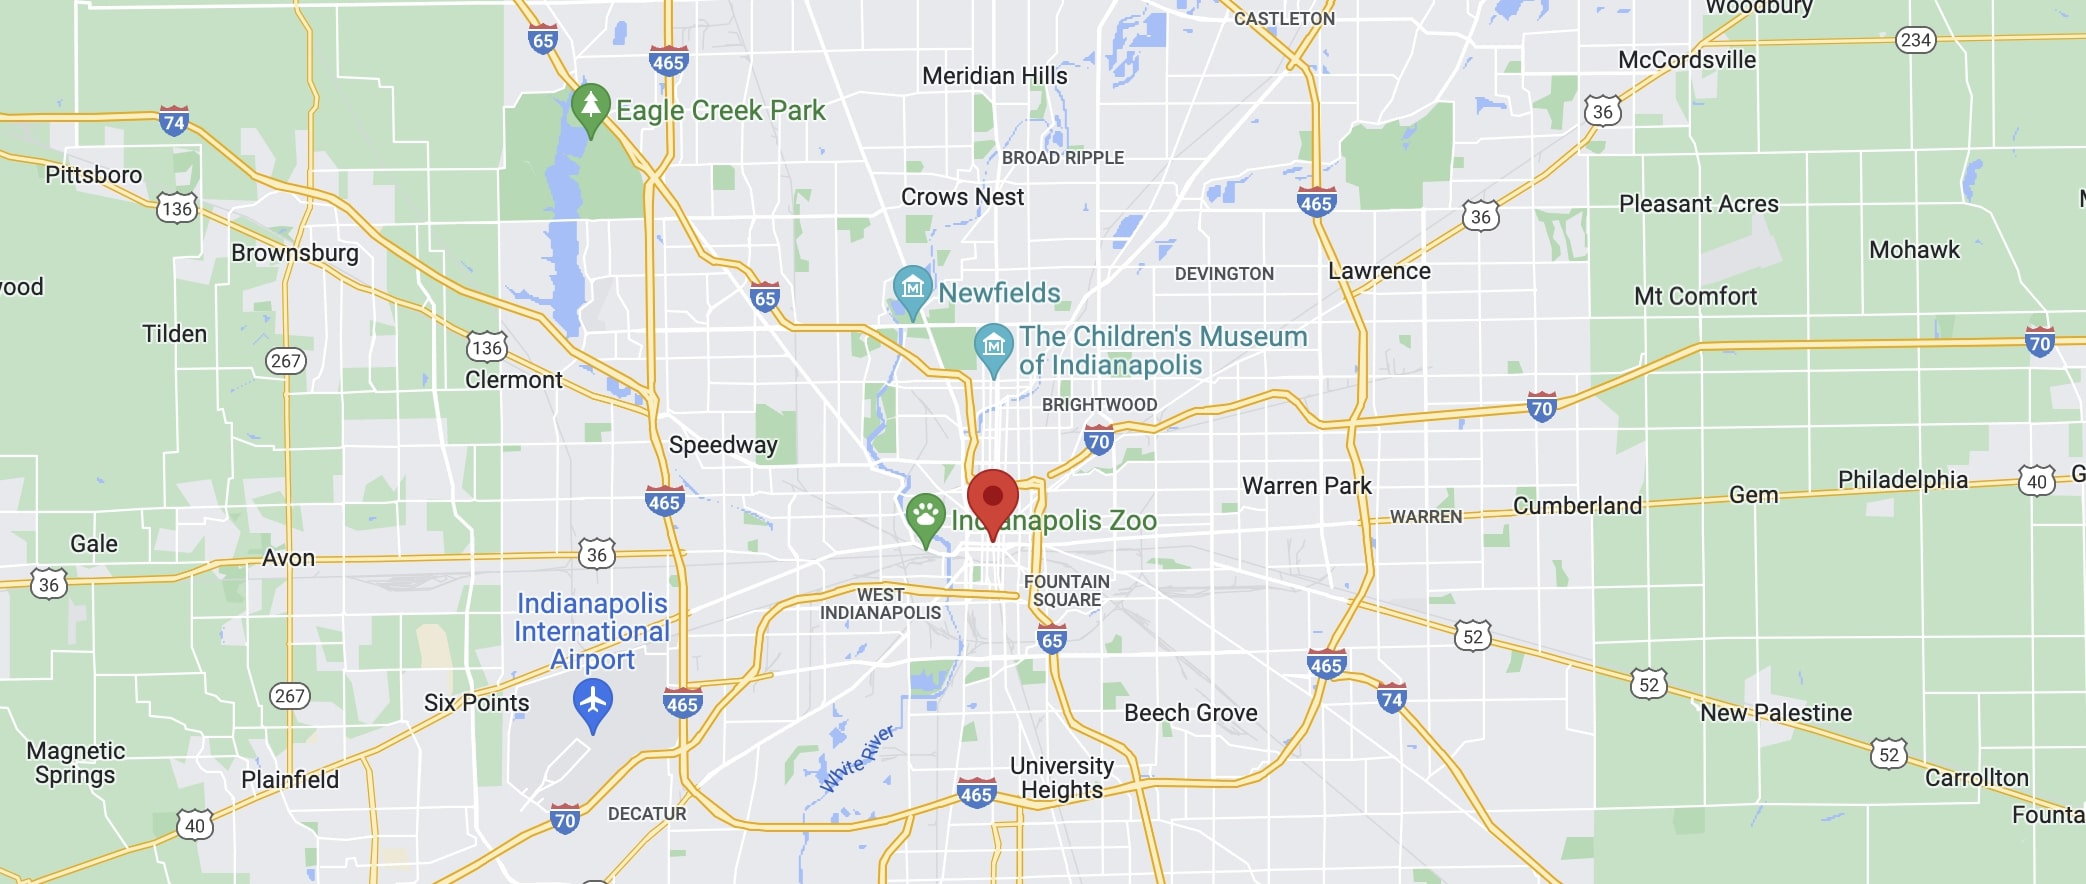 Woodbury
CASTLETON
65
465
234
McCordsville
Meridian Hills
36
Eagle Creek Park
74
BROAD RIPPLE
Pittsboro
Crows Nest
465
Pleasant Acres
136
36
Mohawk
Brownsburg
DEVINGTON
Lawrence
ood
65
Newfields
Mt Comfort
Tilden
136
The Children's Museum
of Indianapolis
70
267
Clermont
BRIGHTWOOD
70
Speedway
70
Warren Park
Philadelphia
40
G
465
Gem
Cumberland
WARREN
Indianapolis Zoo
Gale
Avon
36
36
FOUNTAIN
SQUARE
WEST
INDIANAPOLIS
Indianapolis
International
Airport
65
52
465
52
267
Six Points
465
74
Beech Grove
New Palestine
Magnetic
Springs
White River
52
Plainfield
University
Heights
Carrollton
465
DECATUR
70
40
Founta